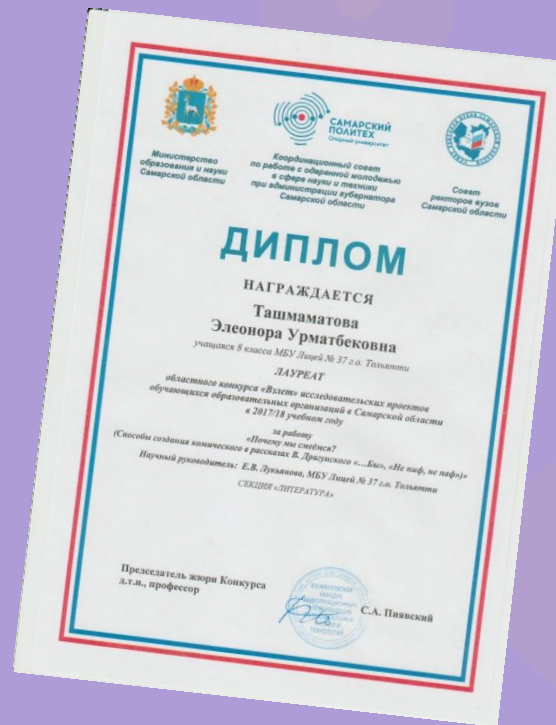 Министерство
образования и науки
Самарской области
САМАРСКИЙ
ПОЛИТЕХ
Опорный университет
Координационный совет
по работе с одаренной молодежью
в сфере науки и техники
при администрации губернатора
Самарской области
Совет
ректоров вузов
Самарской области
ДИПЛОМ
НАГРАЖДАЕТСЯ
Ташмаматова
Элеонора Урматбековна
учащаяся 8 класса МБУ Лицей № 37 г.о. Тольятти
ЛАУРЕАТ
областного конкурса «Взлет» исследовательских проектов
обучающихся образовательных организаций в Самарской области
в 2017/18 учебном году
за работу
«Почему мы смеёмся?
(Способы создания комического в рассказах В. Драгунского «…Бы», «Не пиф, не паф»)»
Научный руководитель: Е.В. Лукьянова, МБУ Лицей № 37 г.о. Тольятти
СЕКЦИЯ «ЛИТЕРАТУРА»
Председатель жюри Конкурса
д.т.н., профессор
С.А. Пиявский